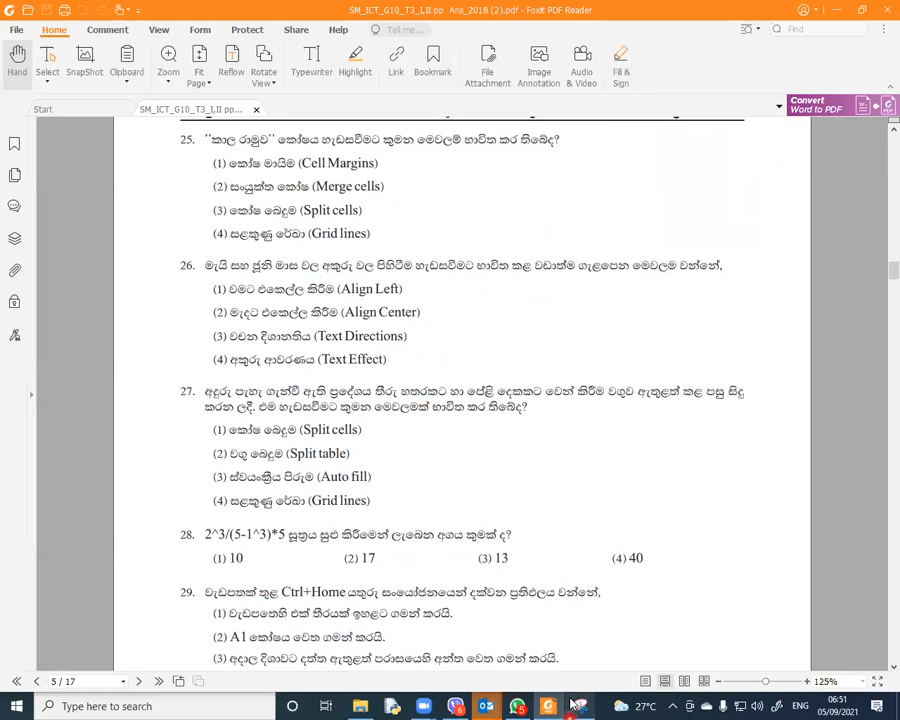 SM_ICT_G10_T3_I,II pp Ans_2018 (2).pdf - Foxit PDF Reader
File Home Comment View Form Protect Share Help Tell me... Find
Hand Select SnapShot Clipboard Zoom Fit Page Reflow Rotate View Typewriter Highlight Link Bookmark File Attachment Image Annotation Audio & Video Fill & Sign
Start SM_ICT_G10_T3_I,II pp... Convert Word to PDF
25. "කාල රාමුව" කෝෂය හැඩසවීමට කුමන මෙවලම් භාවිත කර තිබේද?
(1) කෝෂ මායිම (Cell Margins)
(2) සංයුක්ත කෝෂ (Merge cells)
(3) කෝෂ බෙදුම (Split cells)
(4) සළකුණු රේඛා (Grid lines)
26. මැයි සහ ජූනි මාස වල අකුරු වල පිහිටීම හැඩසවීමට භාවිත කළ වඩාත්ම ගැළපෙන මෙවලම වන්නේ,
(1) වමට එකෙල්ල කිරීම (Align Left)
(2) මැදට එකෙල්ල කිරීම (Align Center)
(3) වචන දිශානතිය (Text Directions)
(4) අකුරු ආවරණය (Text Effect)
27. අඳුරු පැහැ ගැන්වී ඇති ප්‍රදේශය තීරු හතරකට හා පේළි දෙකකට වෙන් කිරීම වගුව ඇතුළත් කළ පසු සිදු
කරන ලදී. එම හැඩසවීමට කුමන මෙවලමක් භාවිත කර තිබේද?
(1) කෝෂ බෙදුම (Split cells)
(2) වගු බෙදුම (Split table)
(3) ස්වයංක්‍රීය පිරුම (Auto fill)
(4) සළකුණු රේඛා (Grid lines)
28. 2^3/(5-1^3)*5 සූත්‍රය සුළු කිරීමෙන් ලැබෙන අගය කුමක් ද?
(1) 10 (2) 17 (3) 13 (4) 40
29. වැඩපතක් තුළ Ctrl+Home යතුරු සංයෝජනයෙන් දක්වන ප්‍රතිඵලය වන්නේ,
(1) වැඩපතෙහි එක් තීරයක් ඉහළට ගමන් කරයි.
(2) A1 කෝෂය වෙත ගමන් කරයි.
(3) අදාල දිශාවට දත්ත ඇතුළත් පරාසයෙහි අන්ත වෙත ගමන් කරයි.
5 / 17 125%
Type here to search 27°C ENG 06:51
05/09/2021